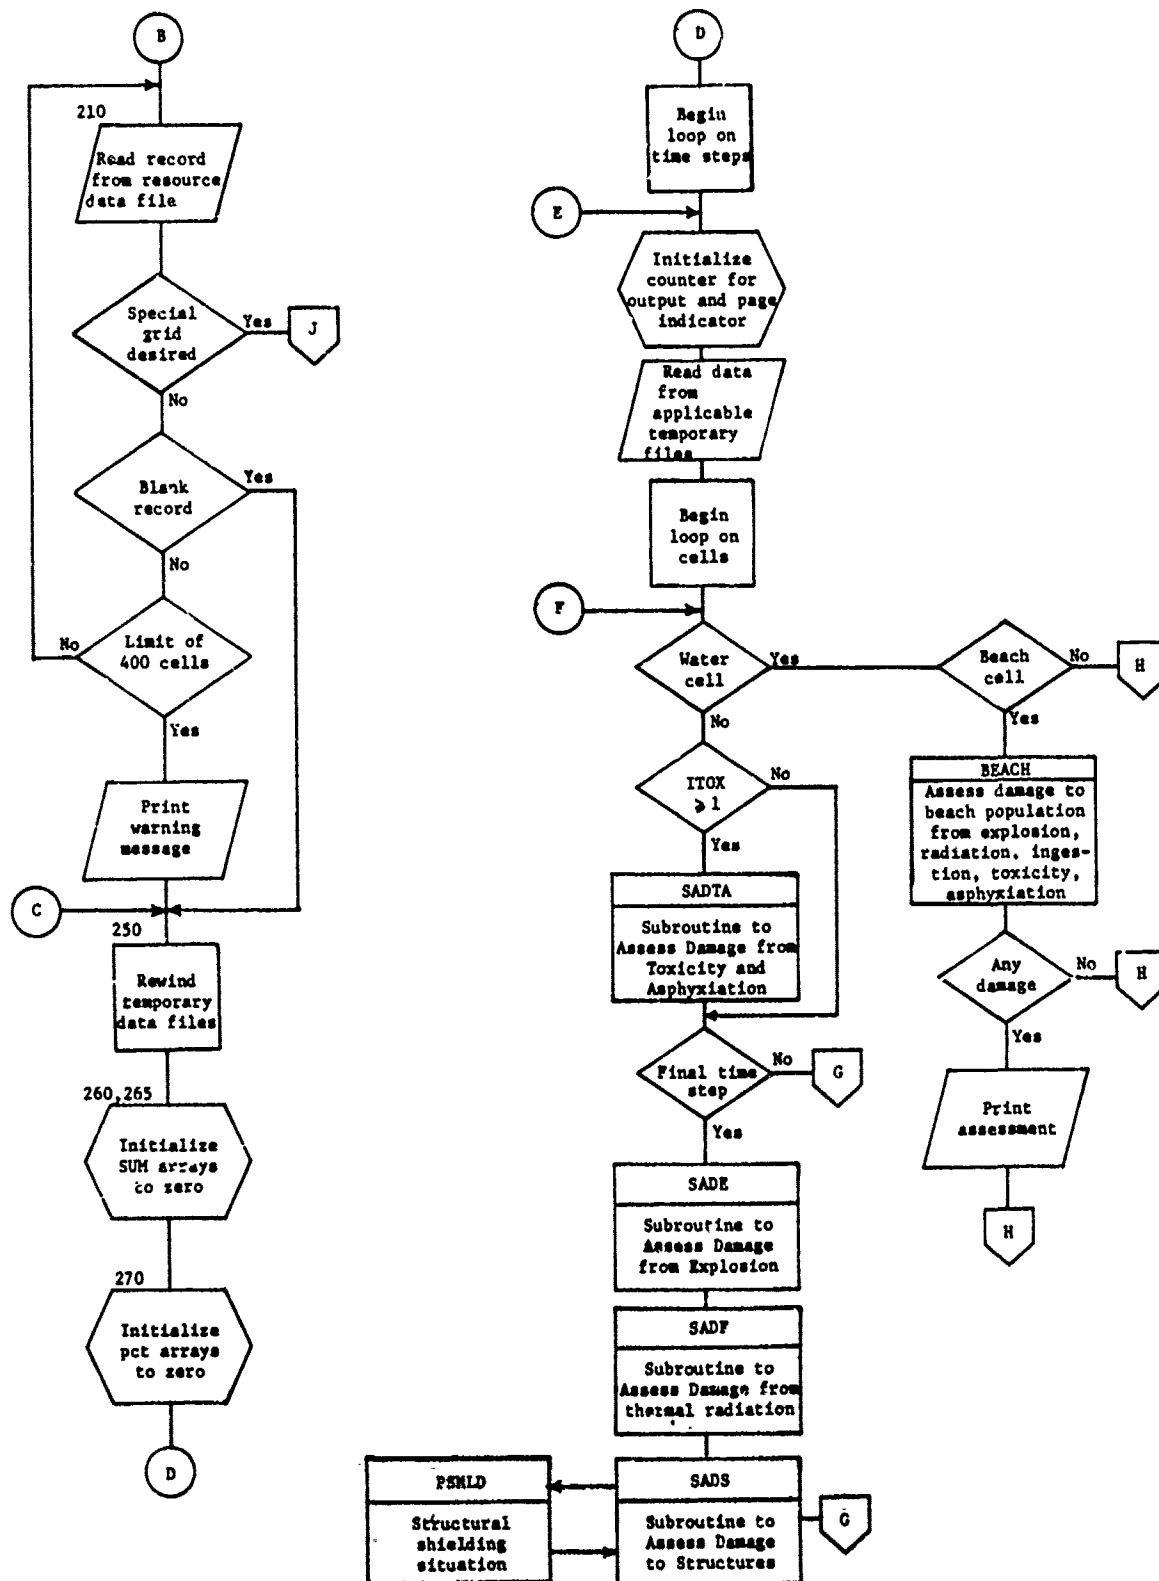 B
210
Read record
from resource
data file
Special
grid
desired
Yes
J
No
Blank
record
Yes
No
Limit of
400 cells
No
Yes
Print
warning
message
C
250
Rewind
temporary
data files
260,265
Initialize
SUM arrays
to zero
270
Initialize
pct arrays
to zero
D
D
Begin
loop on
time steps
E
Initialize
counter for
output and page
indicator
Read data
from
applicable
temporary
files
Begin
loop on
cells
F
Water
cell
Yes
No
ITOX
⩾ 1
No
Yes
SADTA
Subroutine to
Assess Damage from
Toxicity and
Asphyxiation
Final time
step
No
G
Yes
SADE
Subroutine to
Assess Damage
from Explosion
SADF
Subroutine to
Assess Damage from
thermal radiation
PSMLD
Structural
shielding
situation
SADS
Subroutine to
Assess Damage
to Structures
G
Beach
cell
No
H
Yes
BEACH
Assess damage to
beach population
from explosion,
radiation, inges-
tion, toxicity,
asphyxiation
Any
damage
No
H
Yes
Print
assessment
H